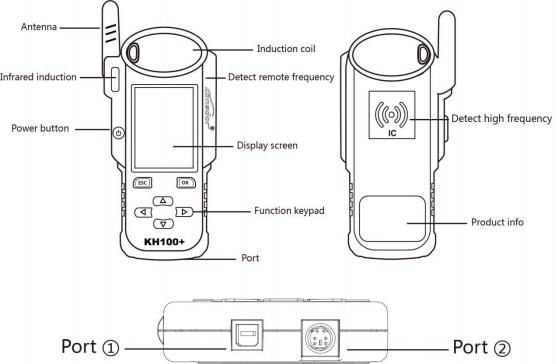 Antenna
Induction coil
Infrared induction
Detect remote frequency
Lonsdor
Power button
Display screen
ESC
OK
Function keypad
KH100+
Port
IC
Detect high frequency
Product info
Port ①
Port ②